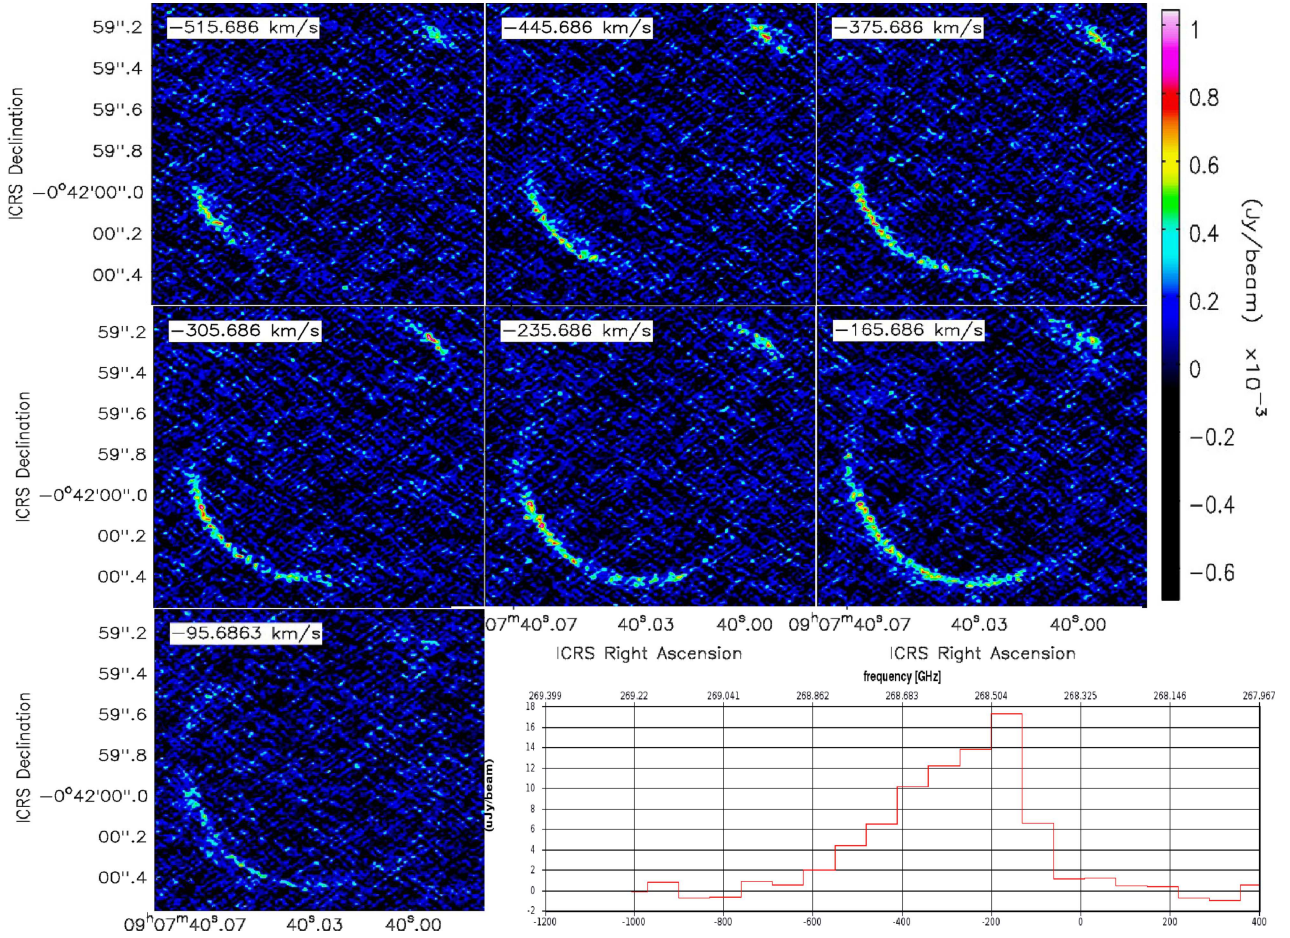 −515.686 km/s
−445.686 km/s
−375.686 km/s
59".2
59".4
59".6
59".8
−0°42'00".0
00".2
00".4
ICRS Declination
1
0.8
0.6
0.4
0.2
0
−0.2
−0.4
−0.6
(Jy/beam) ×10⁻³
−305.686 km/s
−235.686 km/s
−165.686 km/s
59".2
59".4
59".6
59".8
−0°42'00".0
00".2
00".4
ICRS Declination
07ᵐ40ˢ.07 40ˢ.03 40ˢ.00 09ʰ07ᵐ40ˢ.07 40ˢ.03 40ˢ.00
ICRS Right Ascension ICRS Right Ascension
−95.6863 km/s
59".2
59".4
59".6
59".8
−0°42'00".0
00".2
00".4
ICRS Declination
09ʰ07ᵐ40ˢ.07 40ˢ.03 40ˢ.00
frequency [GHz]
269.399 269.22 269.041 268.862 268.683 268.504 268.325 268.146 267.967
18
16
14
12
10
8
6
4
2
0
-2
(uJy/beam)
-1200 -1000 -800 -600 -400 -200 0 200 400